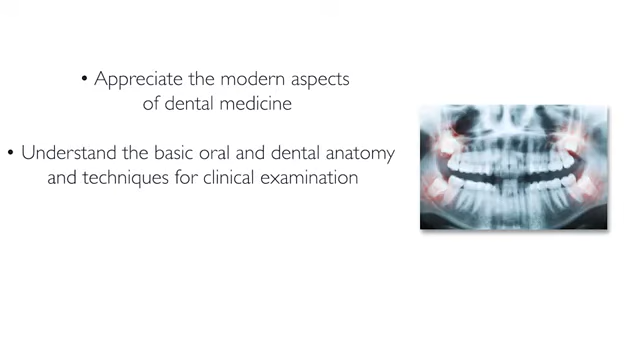 • Appreciate the modern aspects
of dental medicine
• Understand the basic oral and dental anatomy
and techniques for clinical examination